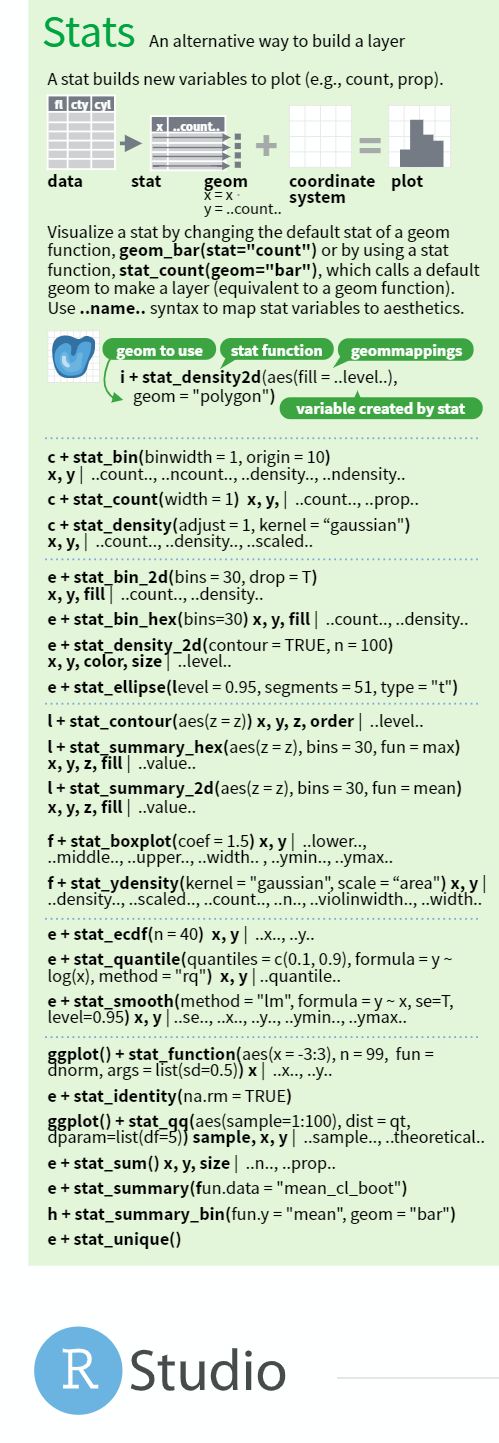 Stats An alternative way to build a layer
A stat builds new variables to plot (e.g., count, prop).
fl cty cyl
x ..count..
data stat geom coordinate plot
x = x · system
y = ..count..
Visualize a stat by changing the default stat of a geom
function, geom_bar(stat="count") or by using a stat
function, stat_count(geom="bar"), which calls a default
geom to make a layer (equivalent to a geom function).
Use ..name.. syntax to map stat variables to aesthetics.
geom to use stat function geommappings
i + stat_density2d(aes(fill = ..level..),
geom = "polygon")
variable created by stat
c + stat_bin(binwidth = 1, origin = 10)
x, y | ..count.., ..ncount.., ..density.., ..ndensity..
c + stat_count(width = 1) x, y, | ..count.., ..prop..
c + stat_density(adjust = 1, kernel = “gaussian")
x, y, | ..count.., ..density.., ..scaled..
e + stat_bin_2d(bins = 30, drop = T)
x, y, fill | ..count.., ..density..
e + stat_bin_hex(bins=30) x, y, fill | ..count.., ..density..
e + stat_density_2d(contour = TRUE, n = 100)
x, y, color, size | ..level..
e + stat_ellipse(level = 0.95, segments = 51, type = "t")
l + stat_contour(aes(z = z)) x, y, z, order | ..level..
l + stat_summary_hex(aes(z = z), bins = 30, fun = max)
x, y, z, fill | ..value..
l + stat_summary_2d(aes(z = z), bins = 30, fun = mean)
x, y, z, fill | ..value..
f + stat_boxplot(coef = 1.5) x, y | ..lower..,
..middle.., ..upper.., ..width.. , ..ymin.., ..ymax..
f + stat_ydensity(kernel = "gaussian", scale = “area") x, y |
..density.., ..scaled.., ..count.., ..n.., ..violinwidth.., ..width..
e + stat_ecdf(n = 40) x, y | ..x.., ..y..
e + stat_quantile(quantiles = c(0.1, 0.9), formula = y ~
log(x), method = "rq") x, y | ..quantile..
e + stat_smooth(method = "lm", formula = y ~ x, se=T,
level=0.95) x, y | ..se.., ..x.., ..y.., ..ymin.., ..ymax..
ggplot() + stat_function(aes(x = -3:3), n = 99, fun =
dnorm, args = list(sd=0.5)) x | ..x.., ..y..
e + stat_identity(na.rm = TRUE)
ggplot() + stat_qq(aes(sample=1:100), dist = qt,
dparam=list(df=5)) sample, x, y | ..sample.., ..theoretical..
e + stat_sum() x, y, size | ..n.., ..prop..
e + stat_summary(fun.data = "mean_cl_boot")
h + stat_summary_bin(fun.y = "mean", geom = "bar")
e + stat_unique()
R Studio